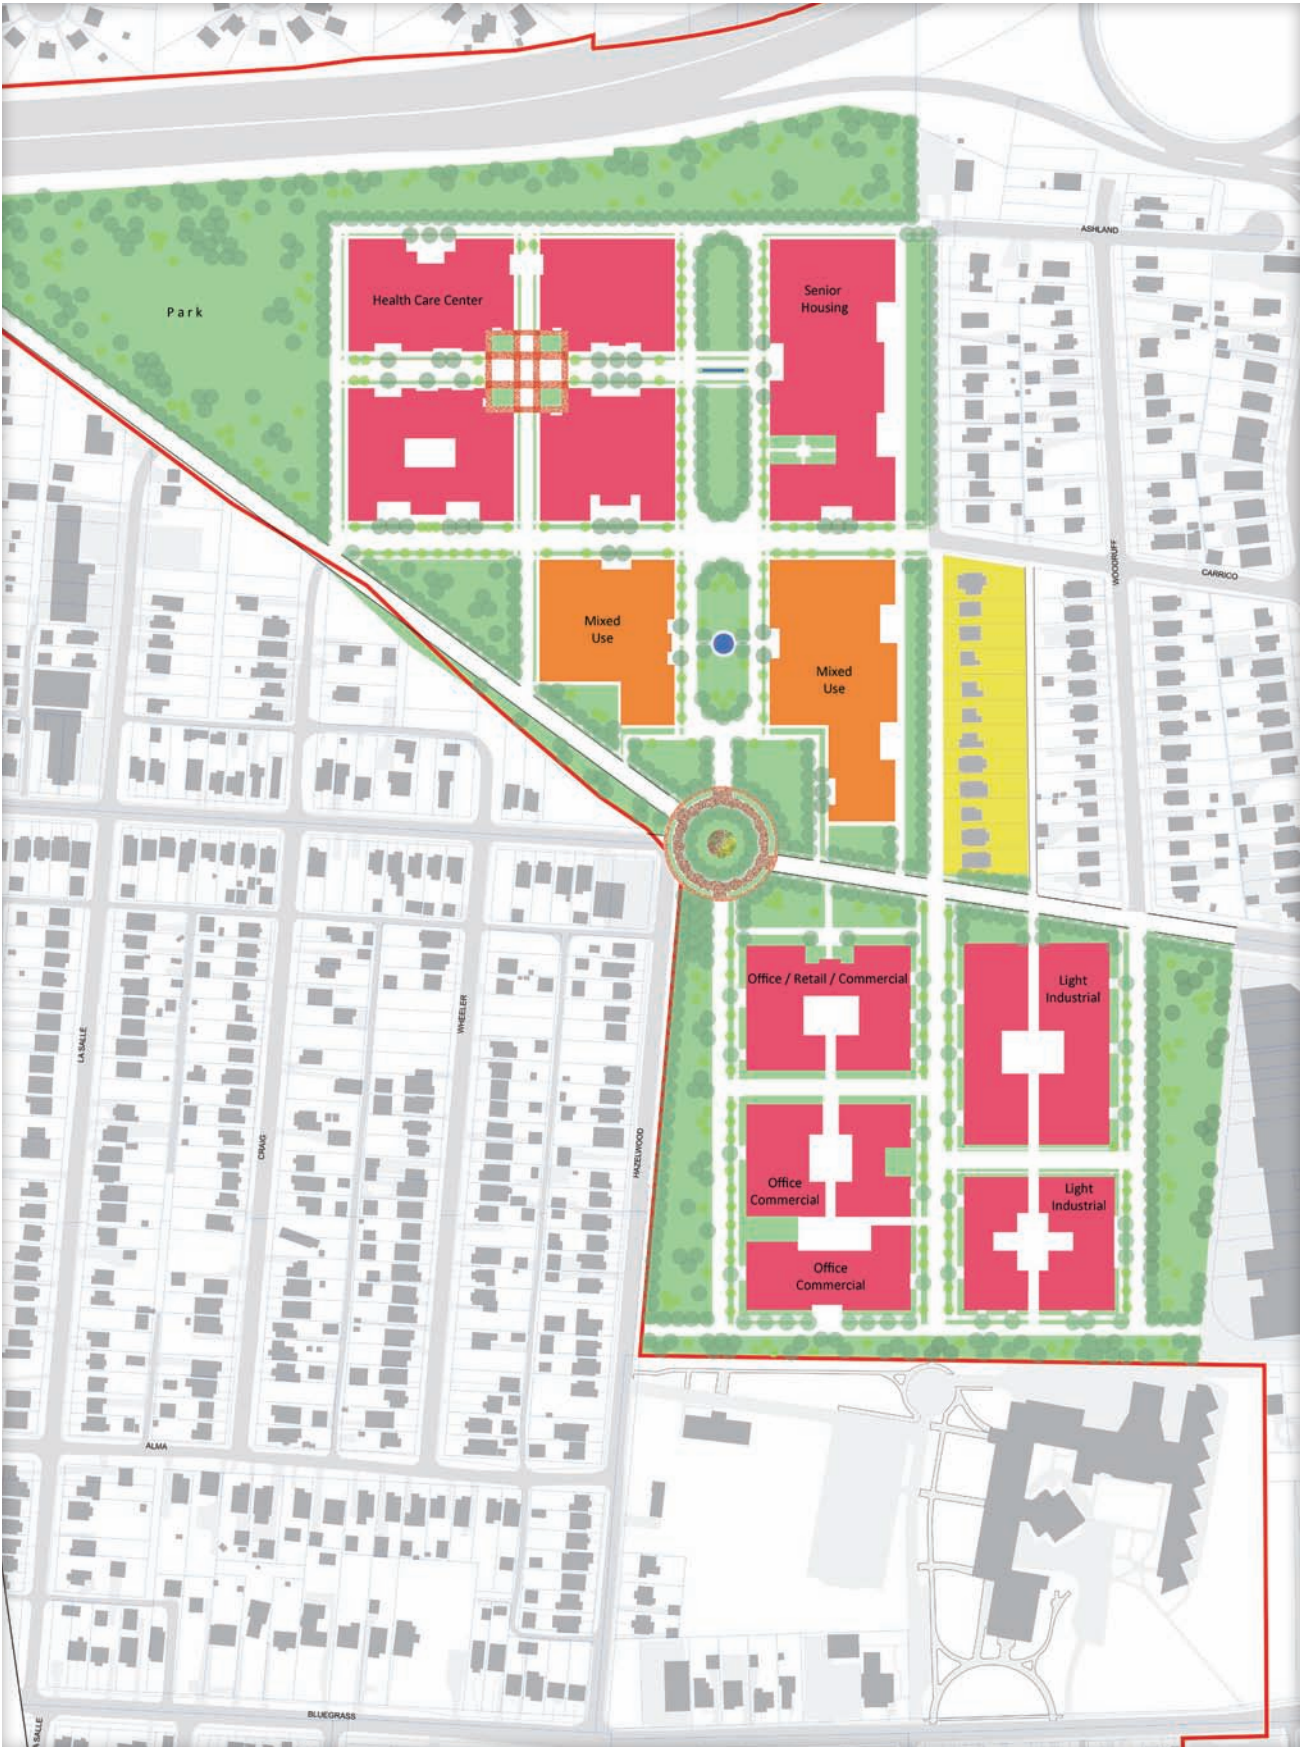 ASHLAND
Senior
Housing
Health Care Center
Park
WOODRUFF
CARRICO
Mixed
Use
Mixed
Use
Office / Retail / Commercial
Light
Industrial
WHEELER
LA SALLE
CRAIG
HAZELWOOD
Office
Commercial
Light
Industrial
Office
Commercial
ALMA
BLUEGRASS
A SALLE